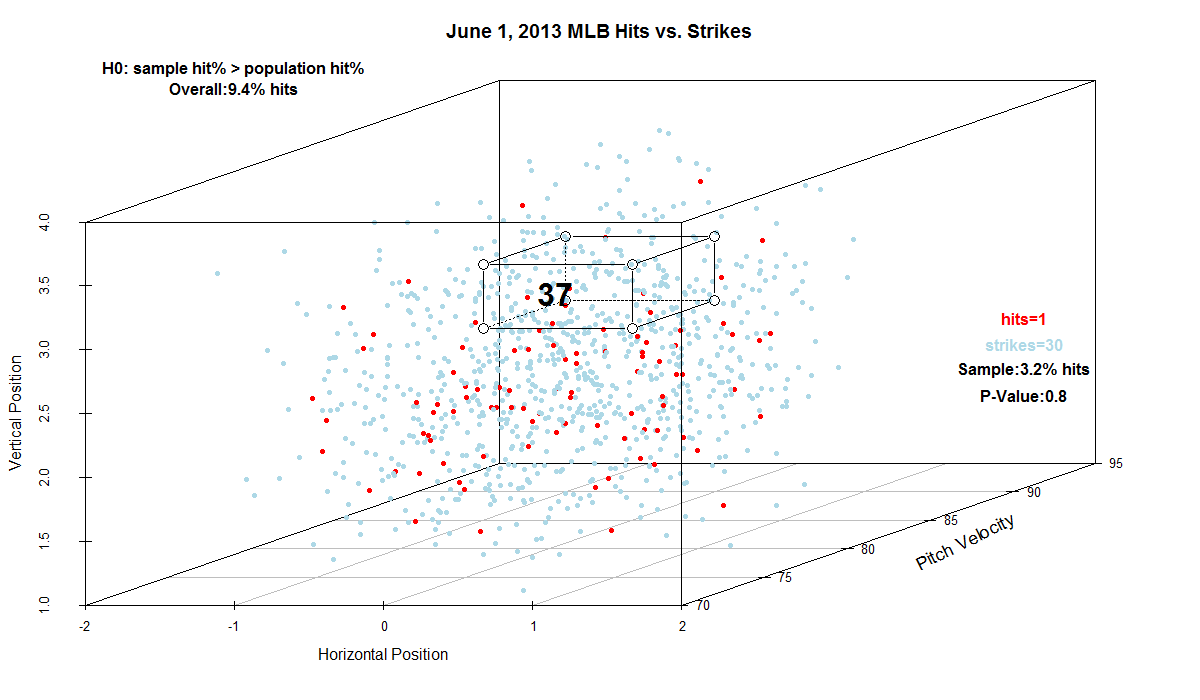 June 1, 2013 MLB Hits vs. Strikes
H0: sample hit% > population hit%
Overall:9.4% hits
4.0
3.5
3.0
2.5
2.0
1.5
1.0
Vertical Position
37
hits=1
strikes=30
Sample:3.2% hits
P-Value:0.8
95
90
85
80
75
70
Pitch Velocity
-2 -1 0 1 2
Horizontal Position